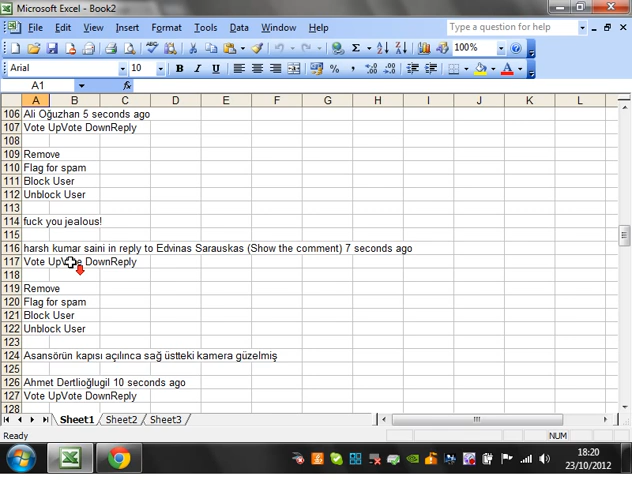 Microsoft Excel - Book2
File Edit View Insert Format Tools Data Window Help Type a question for help
100%
Arial 10 B I U % ,
A1 fx
A B C D E F G H I J K L
106 Ali Oğuzhan 5 seconds ago
107 Vote UpVote DownReply
108
109 Remove
110 Flag for spam
111 Block User
112 Unblock User
113
114 fuck you jealous!
115
116 harsh kumar saini in reply to Edvinas Sarauskas (Show the comment) 7 seconds ago
117 Vote UpVote DownReply
118
119 Remove
120 Flag for spam
121 Block User
122 Unblock User
123
124 Asansörün kapısı açılınca sağ üstteki kamera güzelmiş
125
126 Ahmet Dertlioğlugil 10 seconds ago
127 Vote UpVote DownReply
128
Sheet1 Sheet2 Sheet3
Ready NUM
18:20
23/10/2012